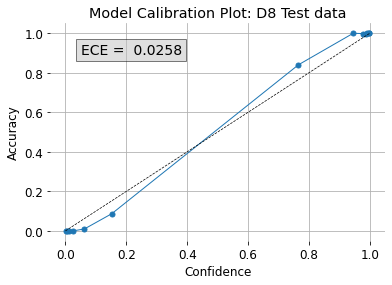 Model Calibration Plot: D8 Test data
ECE =  0.0258
Accuracy
1.0
0.8
0.6
0.4
0.2
0.0
0.0 0.2 0.4 0.6 0.8 1.0
Confidence